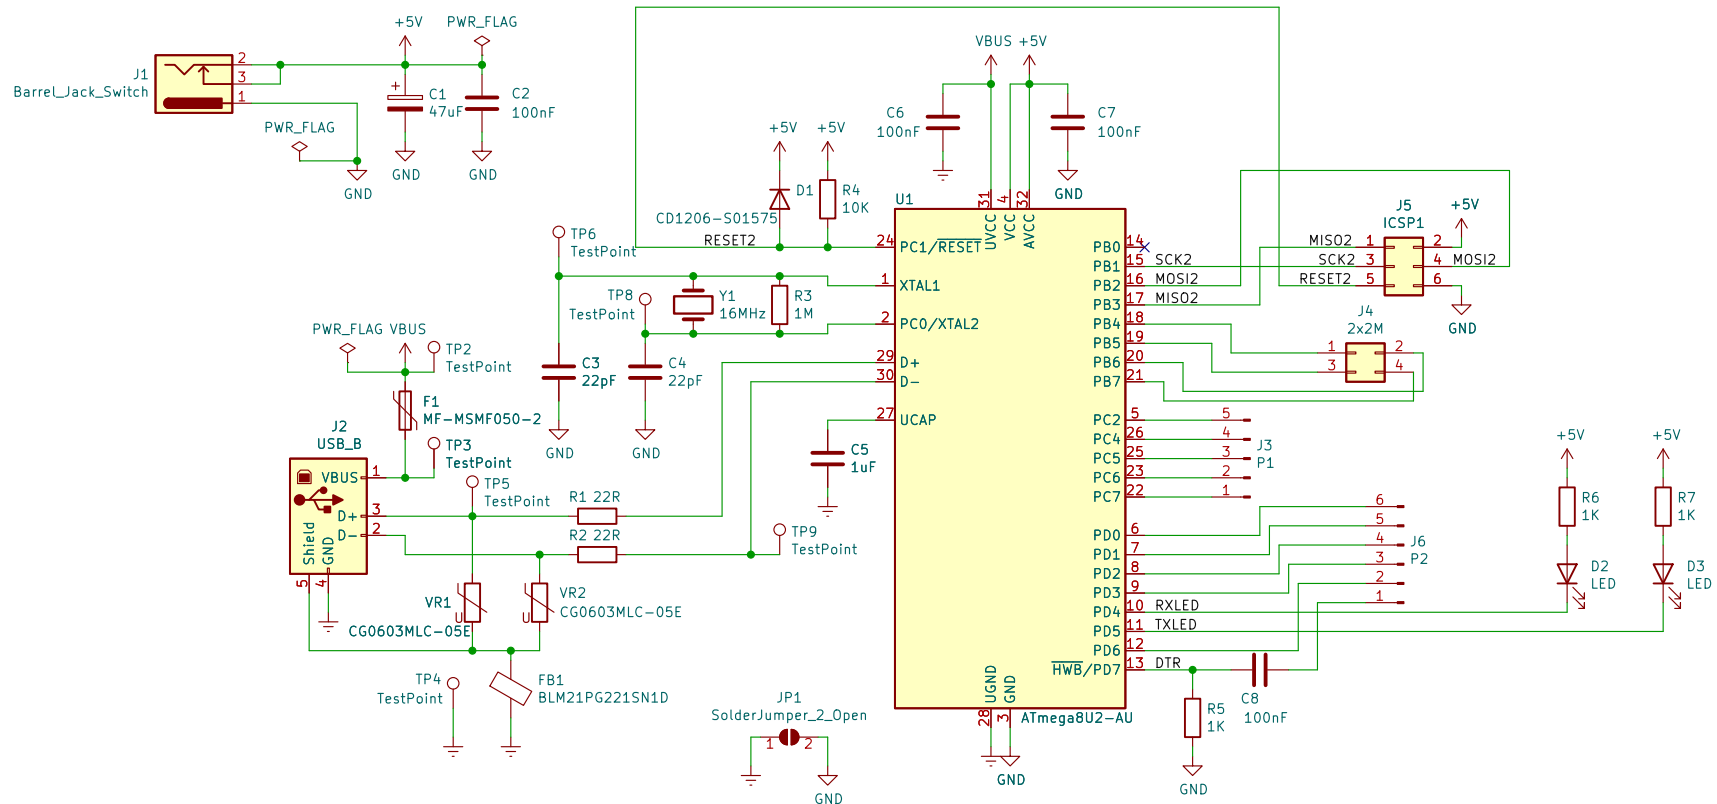 +5V
PWR_FLAG
J1
Barrel_Jack_Switch
2
3
1
C1
47uF
C2
100nF
PWR_FLAG
GND
GND
GND
VBUS +5V
C6
100nF
C7
100nF
GND
+5V
+5V
D1
CD1206-S01575
R4
10K
RESET2
TP6
TestPoint
TP8
TestPoint
Y1
16MHz
R3
1M
C3
22pF
C4
22pF
GND
GND
C5
1uF
U1
ATmega8U2-AU
31
4
32
UVCC
VCC
AVCC
24 PC1/RESET
1 XTAL1
2 PC0/XTAL2
29 D+
30 D-
27 UCAP
PB0 14
PB1 15 SCK2
PB2 16 MOSI2
PB3 17 MISO2
PB4 18
PB5 19
PB6 20
PB7 21
PC2 5
PC4 26
PC5 25
PC6 23
PC7 22
PD0 6
PD1 7
PD2 8
PD3 9
PD4 10 RXLED
PD5 11 TXLED
PD6 12
HWB/PD7 13 DTR
UGND
GND
28
3
GND
J5
ICSP1
+5V
MISO2 1 2
SCK2 3 4 MOSI2
RESET2 5 6
GND
J4
2x2M
1 2
3 4
5
4
3
2
1
J3
P1
6
5
4
3
2
1
J6
P2
+5V
+5V
R6
1K
R7
1K
D2
LED
D3
LED
C8
100nF
R5
1K
GND
PWR_FLAG VBUS
TP2
TestPoint
F1
MF-MSMF050-2
J2
USB_B
TP3
TestPoint
VBUS 1
D+ 3
D- 2
Shield
GND
5
4
TP5
TestPoint
R1 22R
R2 22R
TP9
TestPoint
VR1
U
CG0603MLC-05E
VR2
U
CG0603MLC-05E
TP4
TestPoint
FB1
BLM21PG221SN1D
JP1
SolderJumper_2_Open
1 2
GND